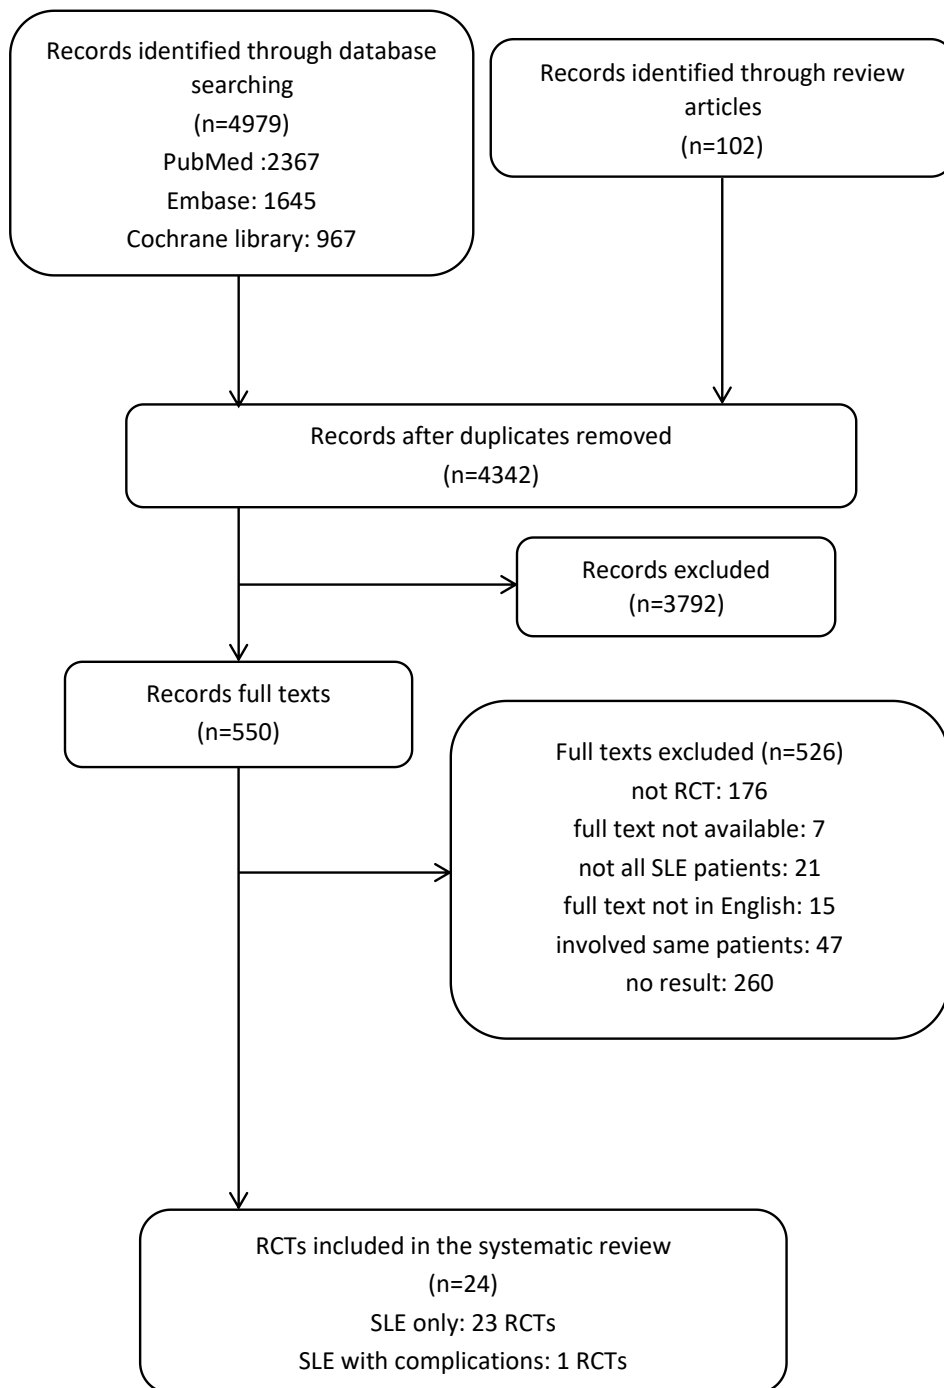 Records identified through database
searching
(n=4979)
PubMed :2367
Embase: 1645
Cochrane library: 967
Records identified through review
articles
(n=102)
Records after duplicates removed
(n=4342)
Records excluded
(n=3792)
Records full texts
(n=550)
Full texts excluded (n=526)
not RCT: 176
full text not available: 7
not all SLE patients: 21
full text not in English: 15
involved same patients: 47
no result: 260
RCTs included in the systematic review
(n=24)
SLE only: 23 RCTs
SLE with complications: 1 RCTs